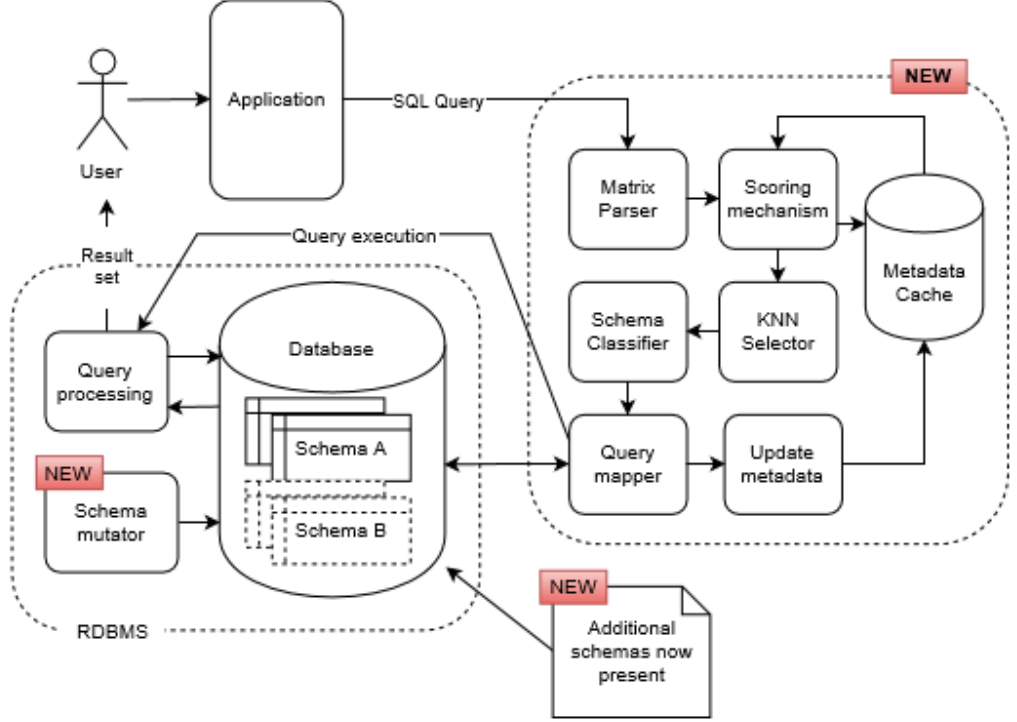 NEW
Application
SQL Query
User
Matrix
Parser
Scoring
mechanism
Query execution
Result
set
Metadata
Cache
Schema
Classifier
KNN
Selector
Database
Query
processing
Schema A
Query
mapper
Update
metadata
NEW
Schema
mutator
Schema B
NEW
RDBMS
Additional
schemas now
present